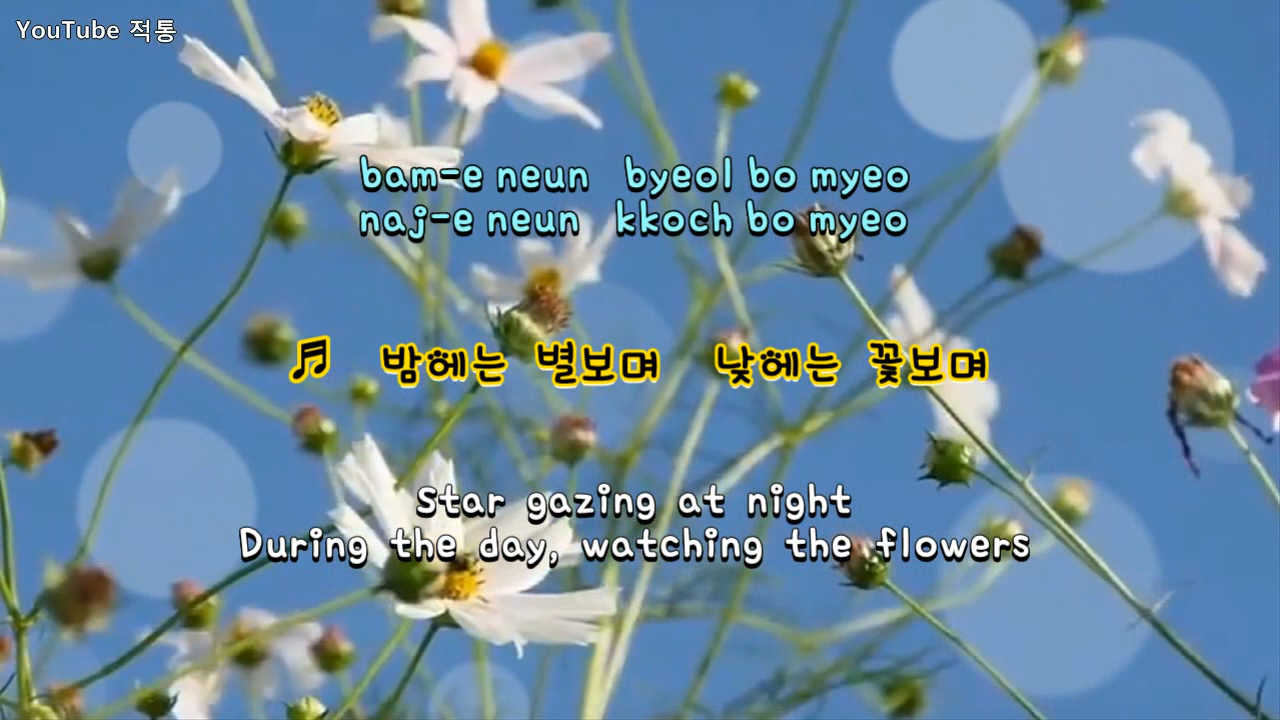 YouTube 적통
bam-e neun byeol bo myeo
naj-e neun kkoch bo myeo
♬ 밤헤는 별보며 낮헤는 꽃보며
Star gazing at night
During the day, watching the flowers